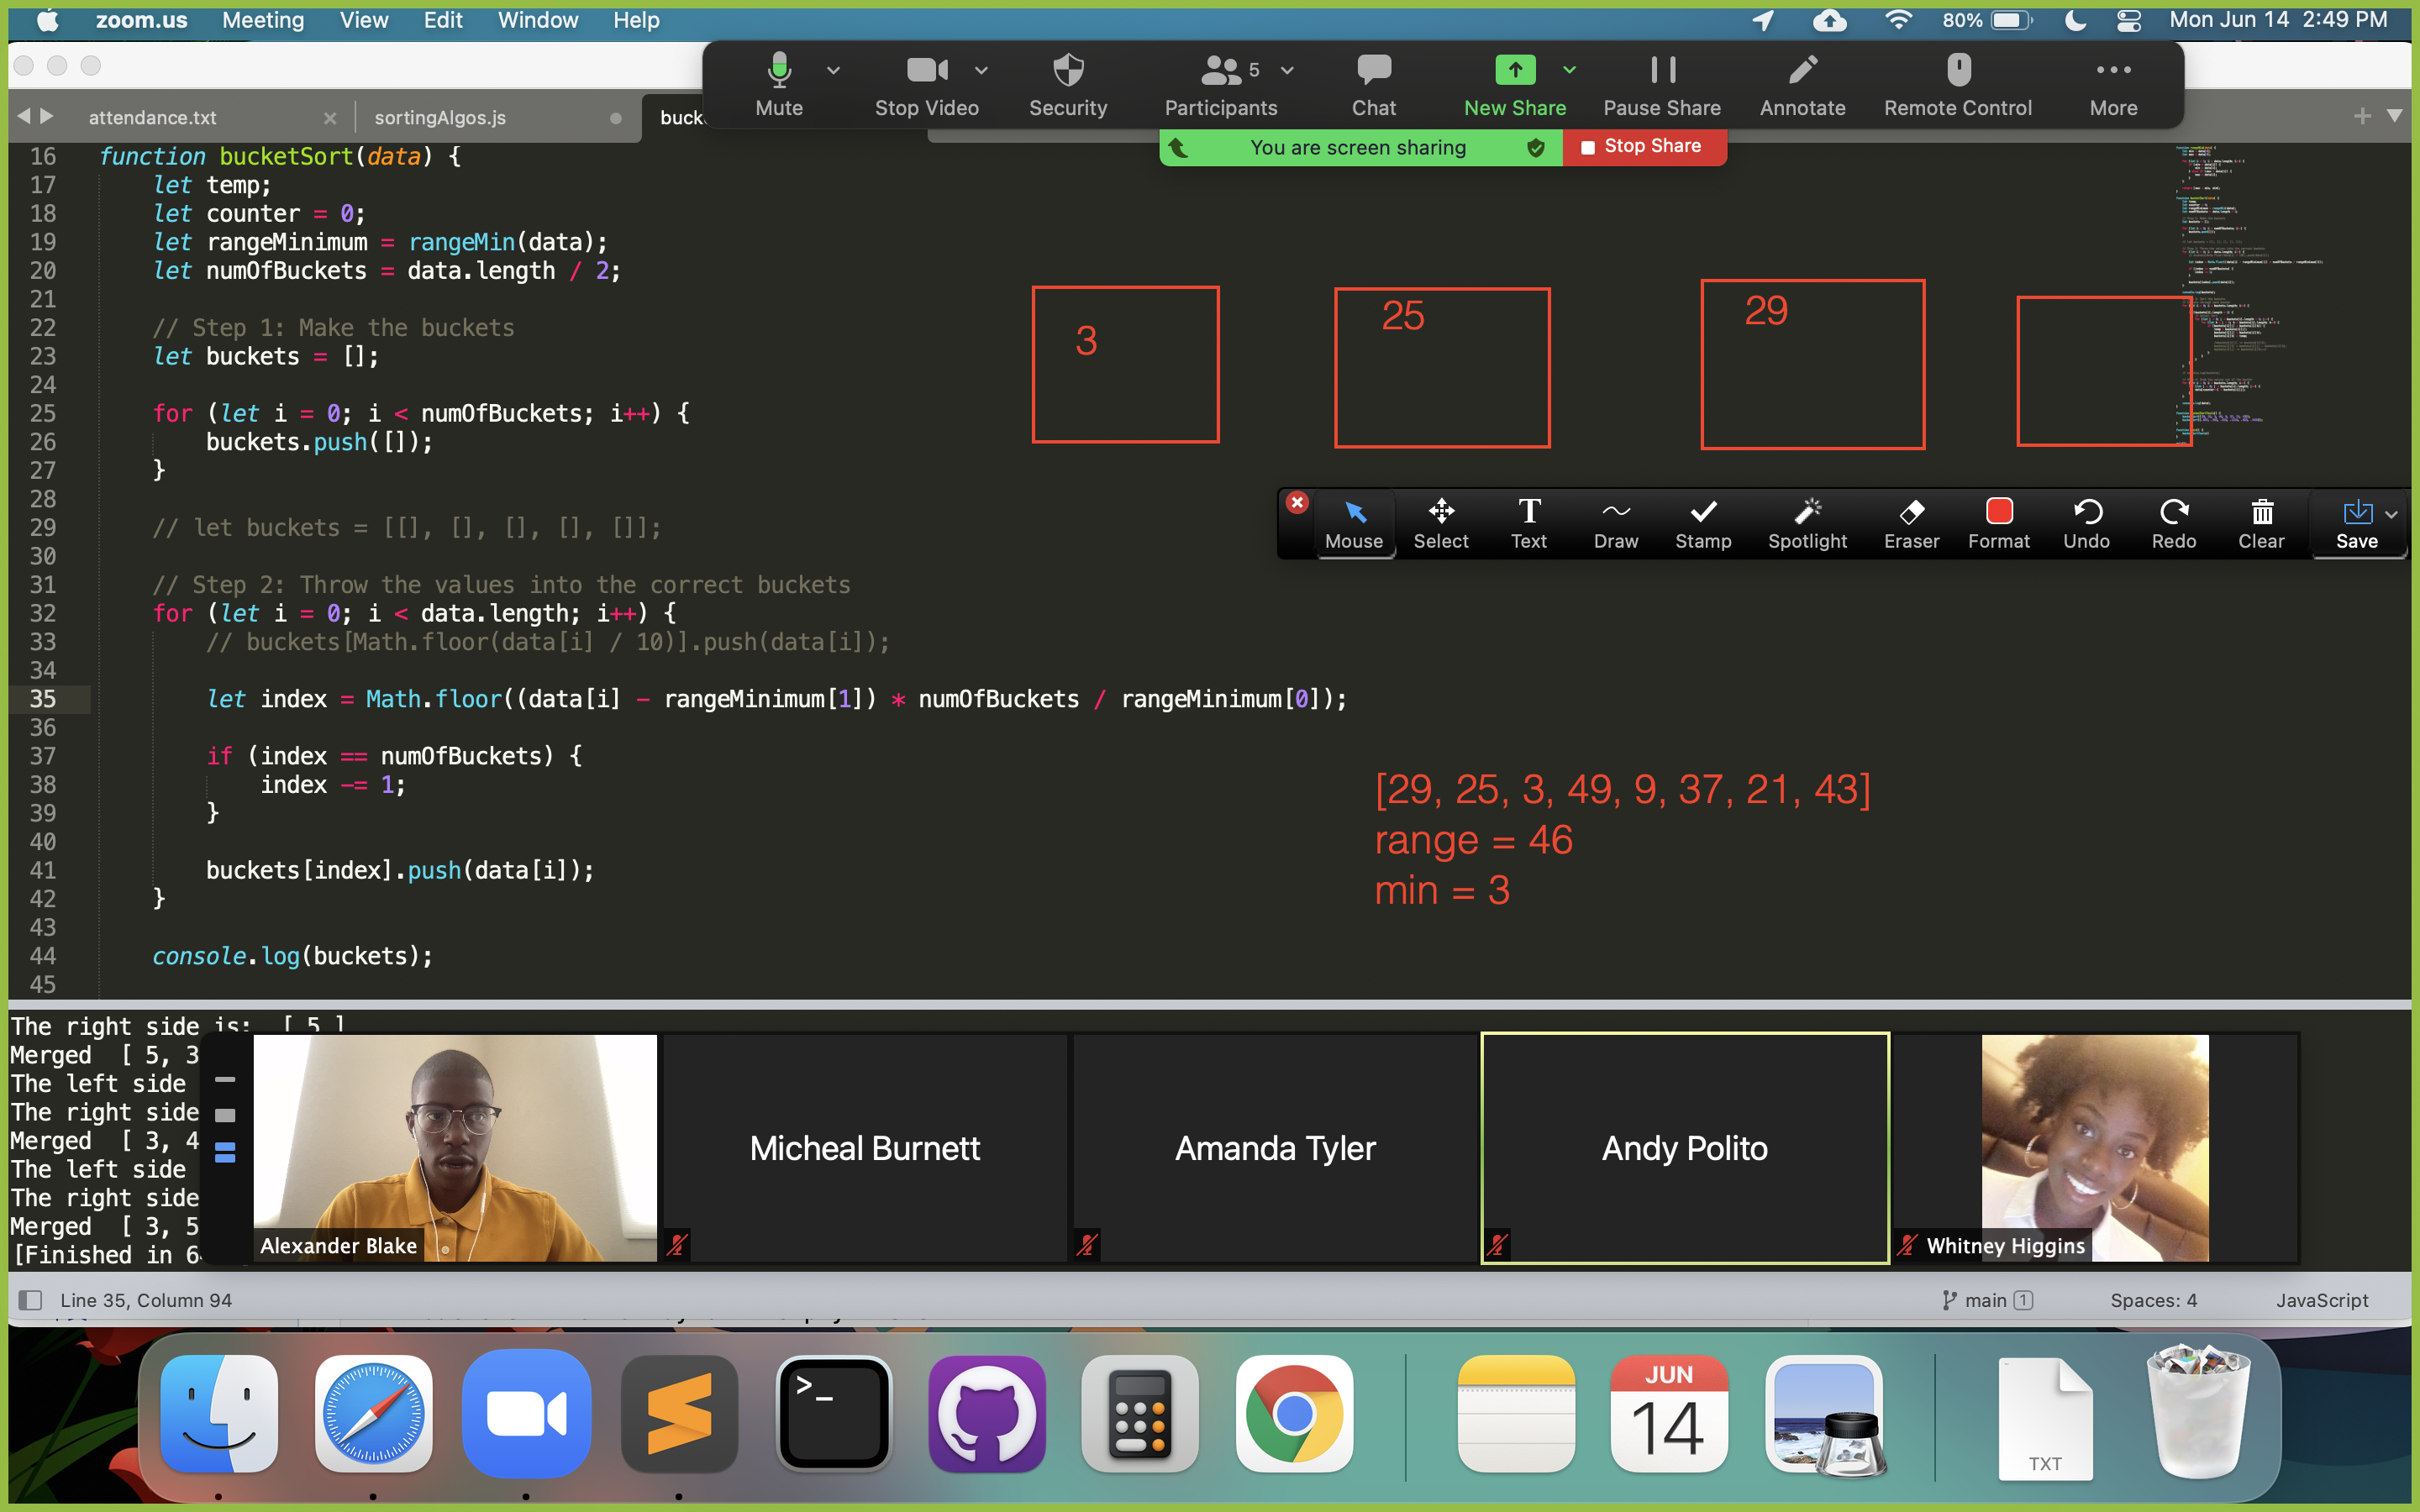 zoom.us Meeting View Edit Window Help 80% Mon Jun 14 2:49 PM
Mute Stop Video Security Participants 5 Chat New Share Pause Share Annotate Remote Control More
You are screen sharing Stop Share
attendance.txt sortingAlgos.js buck
16 function bucketSort(data) {
17 let temp;
18 let counter = 0;
19 let rangeMinimum = rangeMin(data);
20 let numOfBuckets = data.length / 2;
21
22 // Step 1: Make the buckets
23 let buckets = [];
24
25 for (let i = 0; i < numOfBuckets; i++) {
26 buckets.push([]);
27 }
28
29 // let buckets = [[], [], [], [], []];
30
31 // Step 2: Throw the values into the correct buckets
32 for (let i = 0; i < data.length; i++) {
33 // buckets[Math.floor(data[i] / 10)].push(data[i]);
34
35 let index = Math.floor((data[i] - rangeMinimum[1]) * numOfBuckets / rangeMinimum[0]);
36
37 if (index == numOfBuckets) {
38 index -= 1;
39 }
40
41 buckets[index].push(data[i]);
42 }
43
44 console.log(buckets);
45
3 25 29
Mouse Select Text Draw Stamp Spotlight Eraser Format Undo Redo Clear Save
[29, 25, 3, 49, 9, 37, 21, 43]
range = 46
min = 3
The right side is: [ 5 ]
Merged [ 5, 3
The left side
The right side
Merged [ 3, 4
The left side
The right side
Merged [ 3, 5
[Finished in 6
Alexander Blake
Micheal Burnett
Amanda Tyler
Andy Polito
Whitney Higgins
Line 35, Column 94 main 1 Spaces: 4 JavaScript
>_
JUN
14
TXT